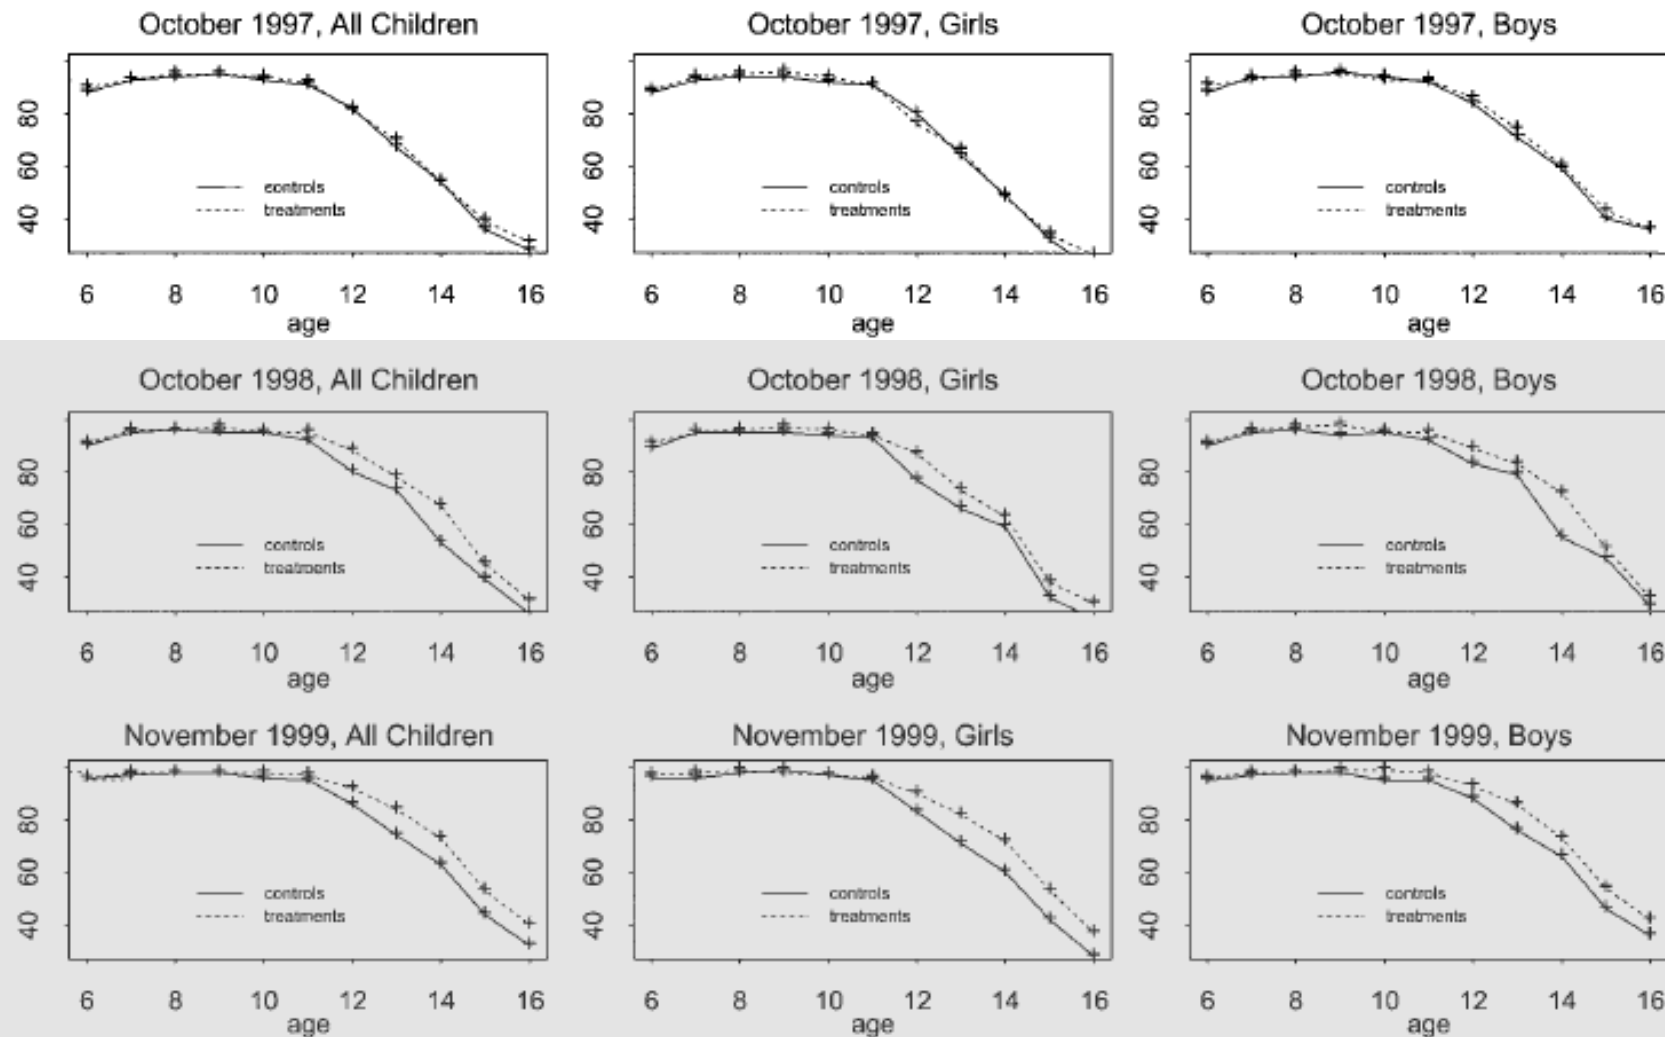 October 1997, All Children
80
60
40
controls
treatments
6 8 10 12 14 16
age
October 1997, Girls
80
60
40
controls
treatments
6 8 10 12 14 16
age
October 1997, Boys
80
60
40
controls
treatments
6 8 10 12 14 16
age
October 1998, All Children
80
60
40
controls
treatments
6 8 10 12 14 16
age
October 1998, Girls
80
60
40
controls
treatments
6 8 10 12 14 16
age
October 1998, Boys
80
60
40
controls
treatments
6 8 10 12 14 16
age
November 1999, All Children
80
60
40
controls
treatments
6 8 10 12 14 16
age
November 1999, Girls
80
60
40
controls
treatments
6 8 10 12 14 16
age
November 1999, Boys
80
60
40
controls
treatments
6 8 10 12 14 16
age